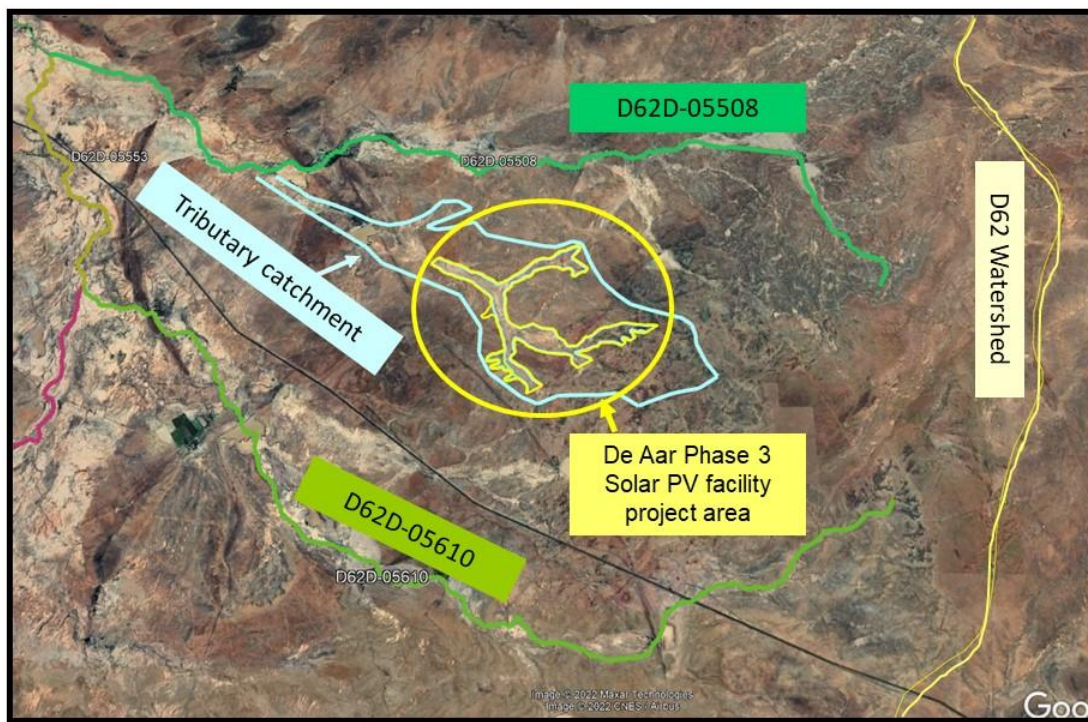 D62D-05508
D62D-05553
D62D-05508
Tributary catchment
D62 Watershed
De Aar Phase 3
Solar PV facility
project area
D62D-05610
D62D-05610
Image © 2022 Maxar Technologies
Image © 2022 CNES / Airbus
Goo